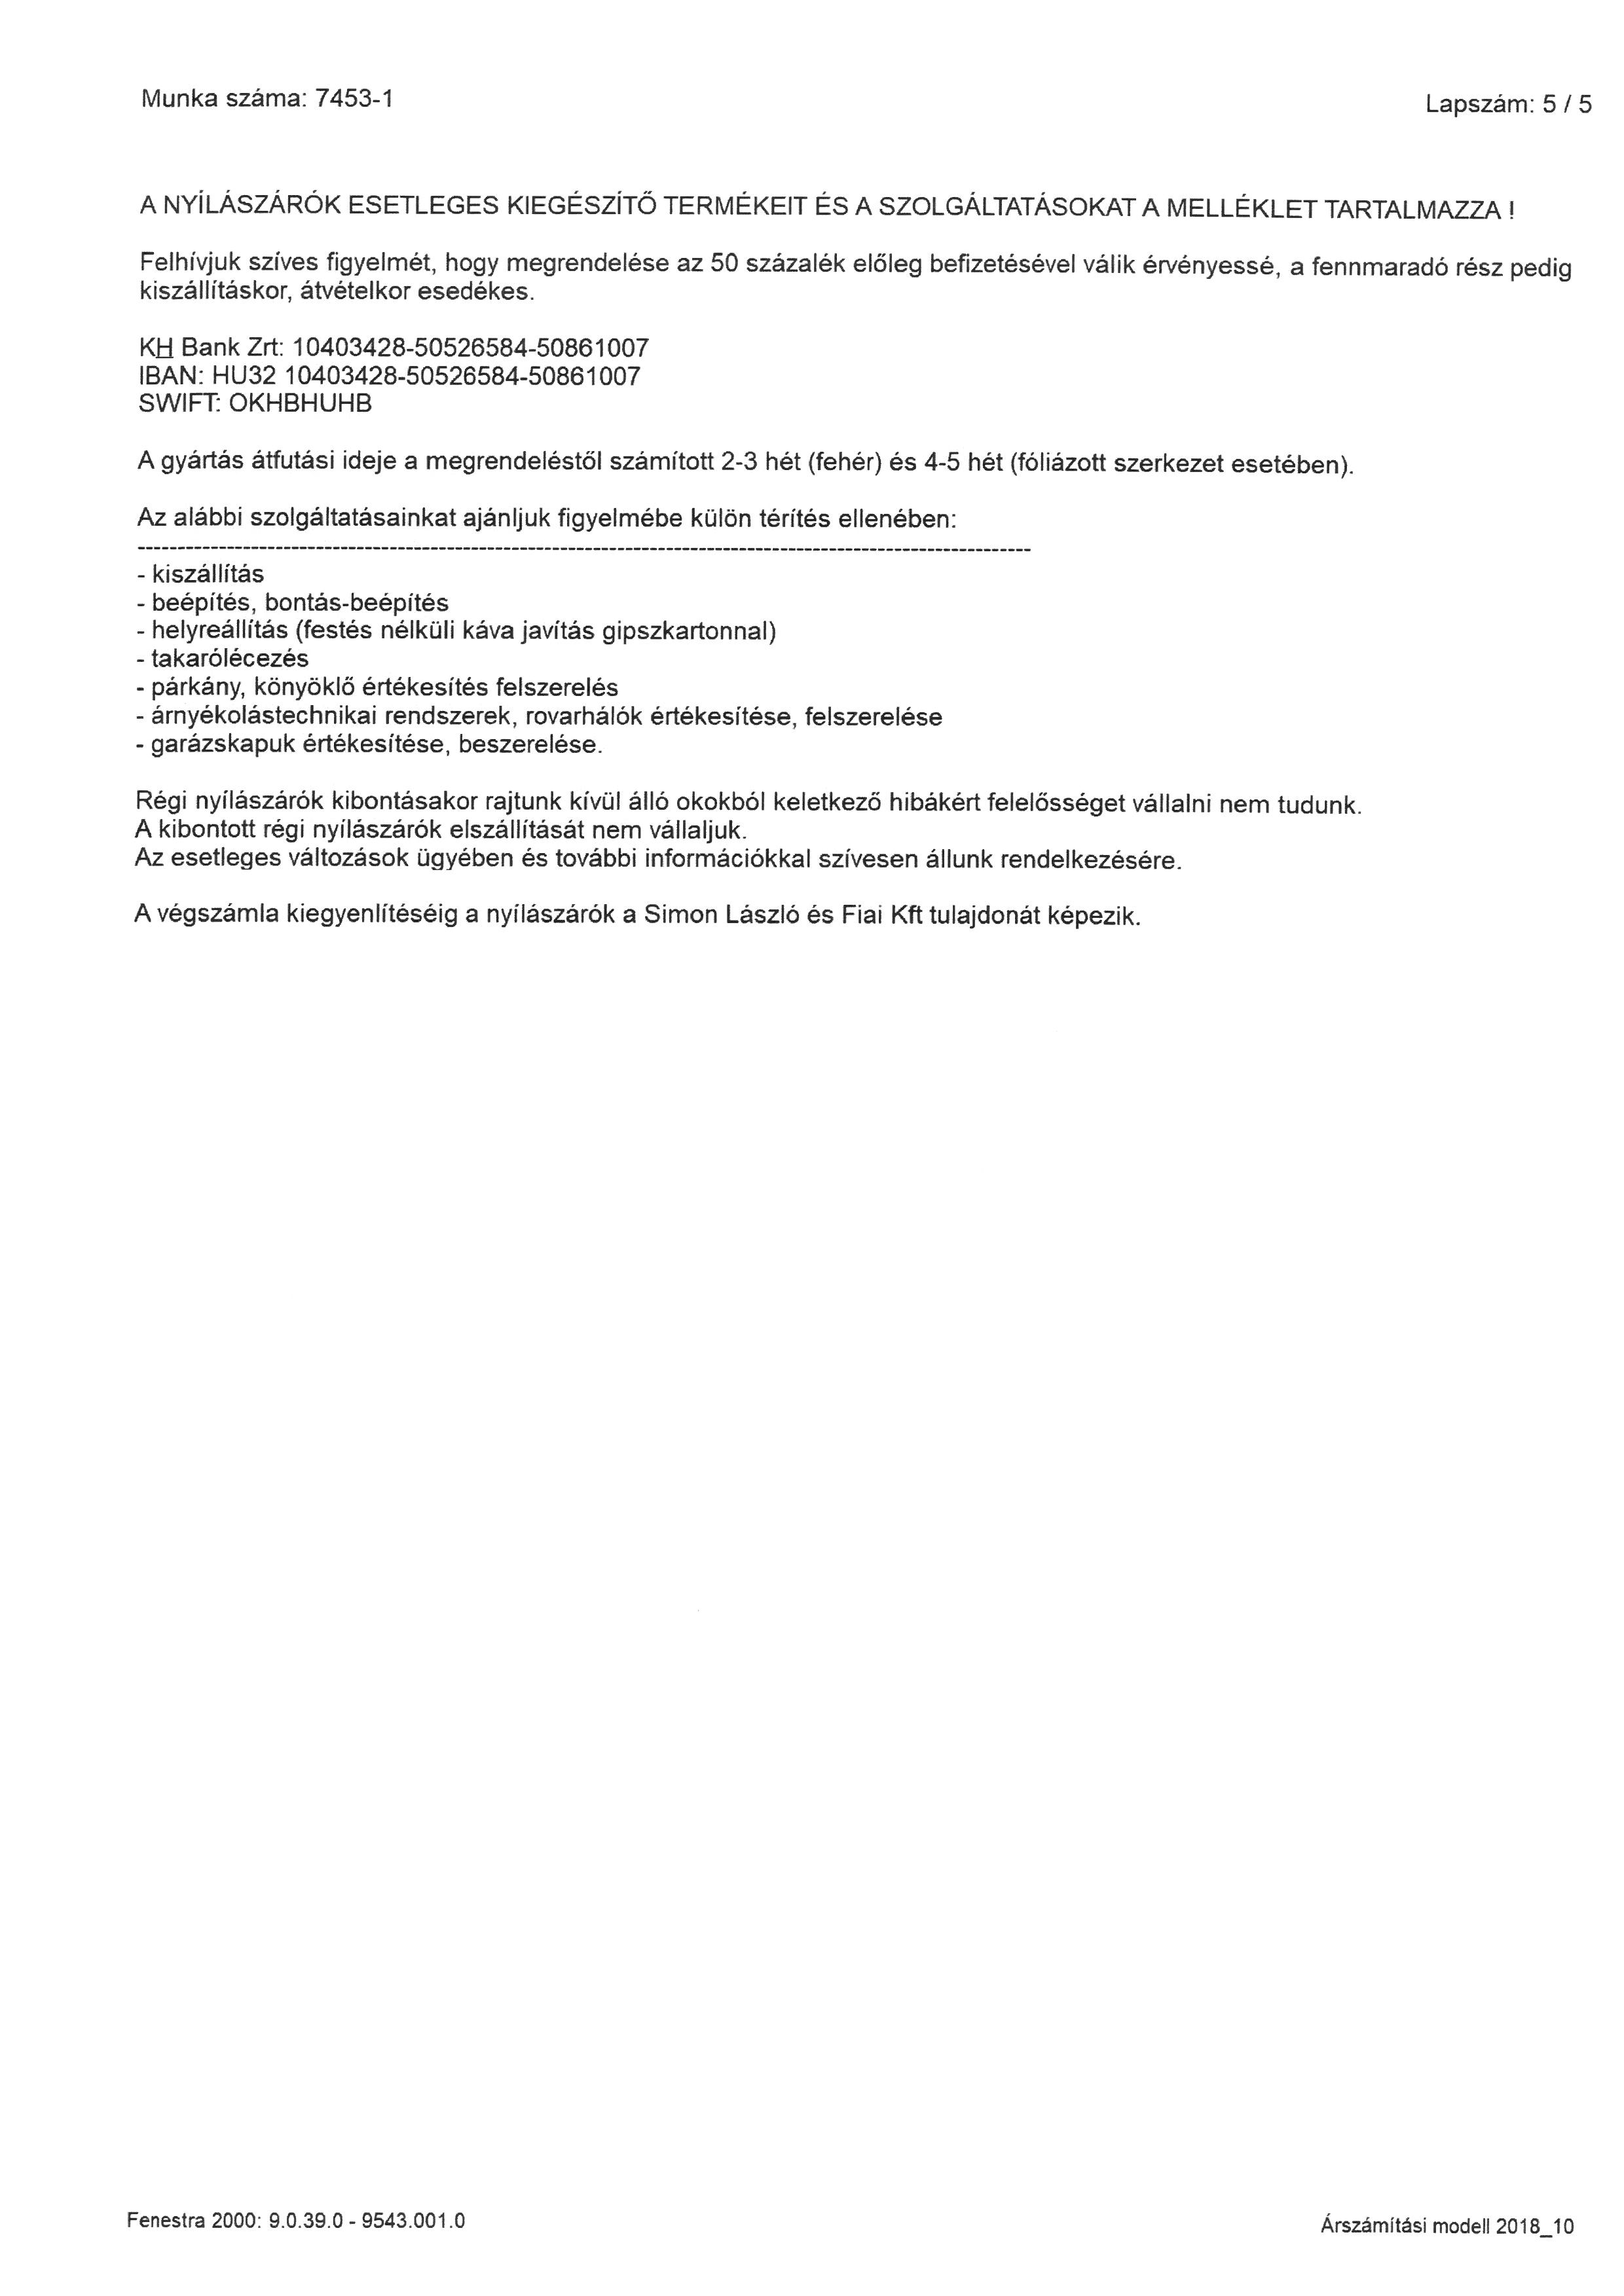 Munka száma: 7453-1
Lapszám: 5 / 5
A NYÍLÁSZÁRÓK ESETLEGES KIEGÉSZÍTŐ TERMÉKEIT ÉS A SZOLGÁLTATÁSOKAT A MELLÉKLET TARTALMAZZA !
Felhívjuk szíves figyelmét, hogy megrendelése az 50 százalék előleg befizetésével válik érvényessé, a fennmaradó rész pedig
kiszállításkor, átvételkor esedékes.
KH Bank Zrt: 10403428-50526584-50861007
IBAN: HU32 10403428-50526584-50861007
SWIFT: OKHBHUHB
A gyártás átfutási ideje a megrendeléstől számított 2-3 hét (fehér) és 4-5 hét (fóliázott szerkezet esetében).
Az alábbi szolgáltatásainkat ajánljuk figyelmébe külön térítés ellenében:
----------------------------------------------------------------------------------------------------------------
- kiszállítás
- beépítés, bontás-beépítés
- helyreállítás (festés nélküli káva javítás gipszkartonnal)
- takarólécezés
- párkány, könyöklő értékesítés felszerelés
- árnyékolástechnikai rendszerek, rovarhálók értékesítése, felszerelése
- garázskapuk értékesítése, beszerelése.
Régi nyílászárók kibontásakor rajtunk kívül álló okokból keletkező hibákért felelősséget vállalni nem tudunk.
A kibontott régi nyílászárók elszállítását nem vállaljuk.
Az esetleges változások ügyében és további információkkal szívesen állunk rendelkezésére.
A végszámla kiegyenlítéséig a nyílászárók a Simon László és Fiai Kft tulajdonát képezik.
Fenestra 2000: 9.0.39.0 - 9543.001.0
Árszámítási modell 2018_10